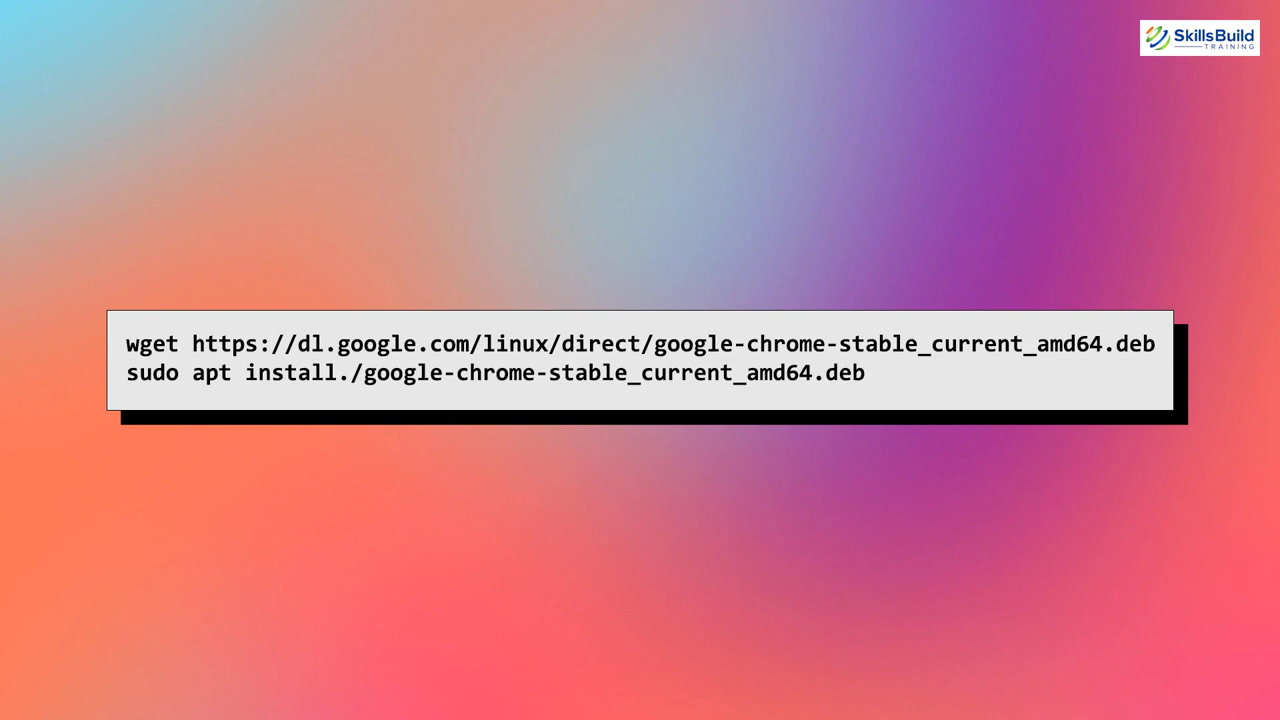 SkillsBuild
TRAINING
wget https://dl.google.com/linux/direct/google-chrome-stable_current_amd64.deb
sudo apt install./google-chrome-stable_current_amd64.deb